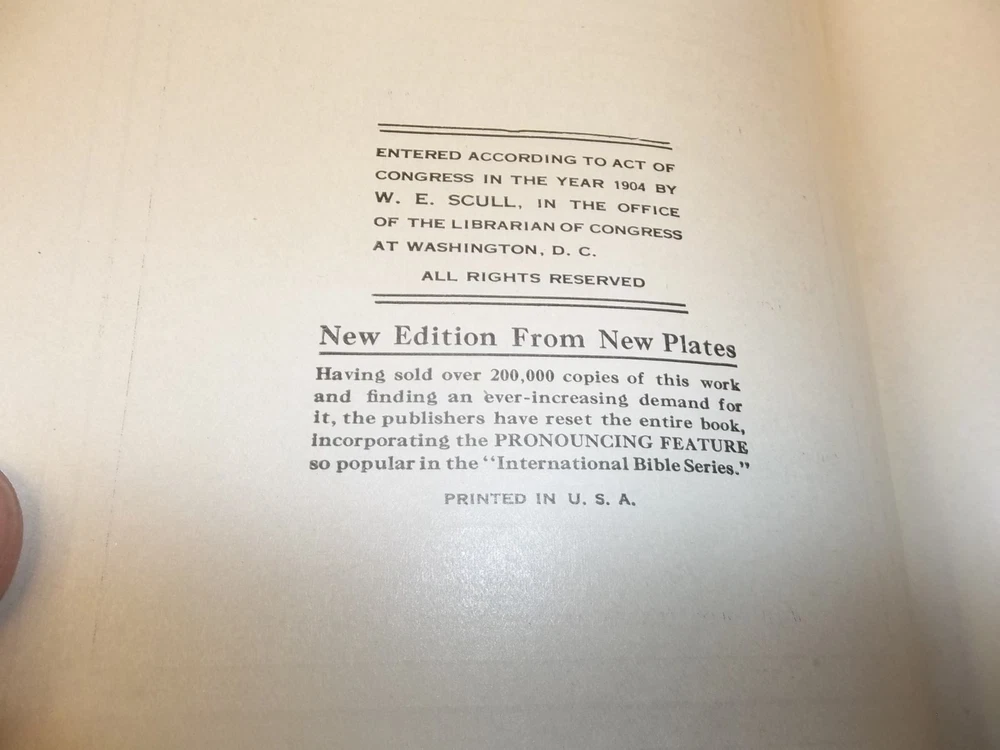 ENTERED ACCORDING TO ACT OF
CONGRESS IN THE YEAR 1904 BY
W. E. SCULL, IN THE OFFICE
OF THE LIBRARIAN OF CONGRESS
AT WASHINGTON, D. C.
ALL RIGHTS RESERVED
New Edition From New Plates
Having sold over 200,000 copies of this work
and finding an ever-increasing demand for
it, the publishers have reset the entire book,
incorporating the PRONOUNCING FEATURE
so popular in the “International Bible Series.”
PRINTED IN U. S. A.